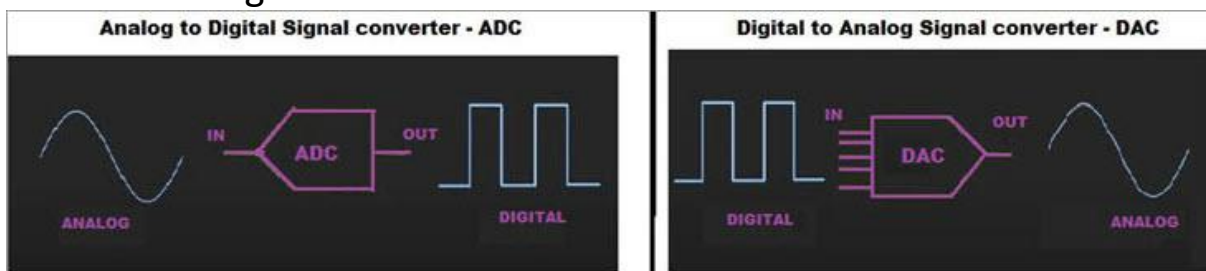 Analog to Digital Signal converter - ADC
IN
ADC
OUT
ANALOG
DIGITAL
Digital to Analog Signal converter - DAC
IN
DAC
OUT
DIGITAL
ANALOG